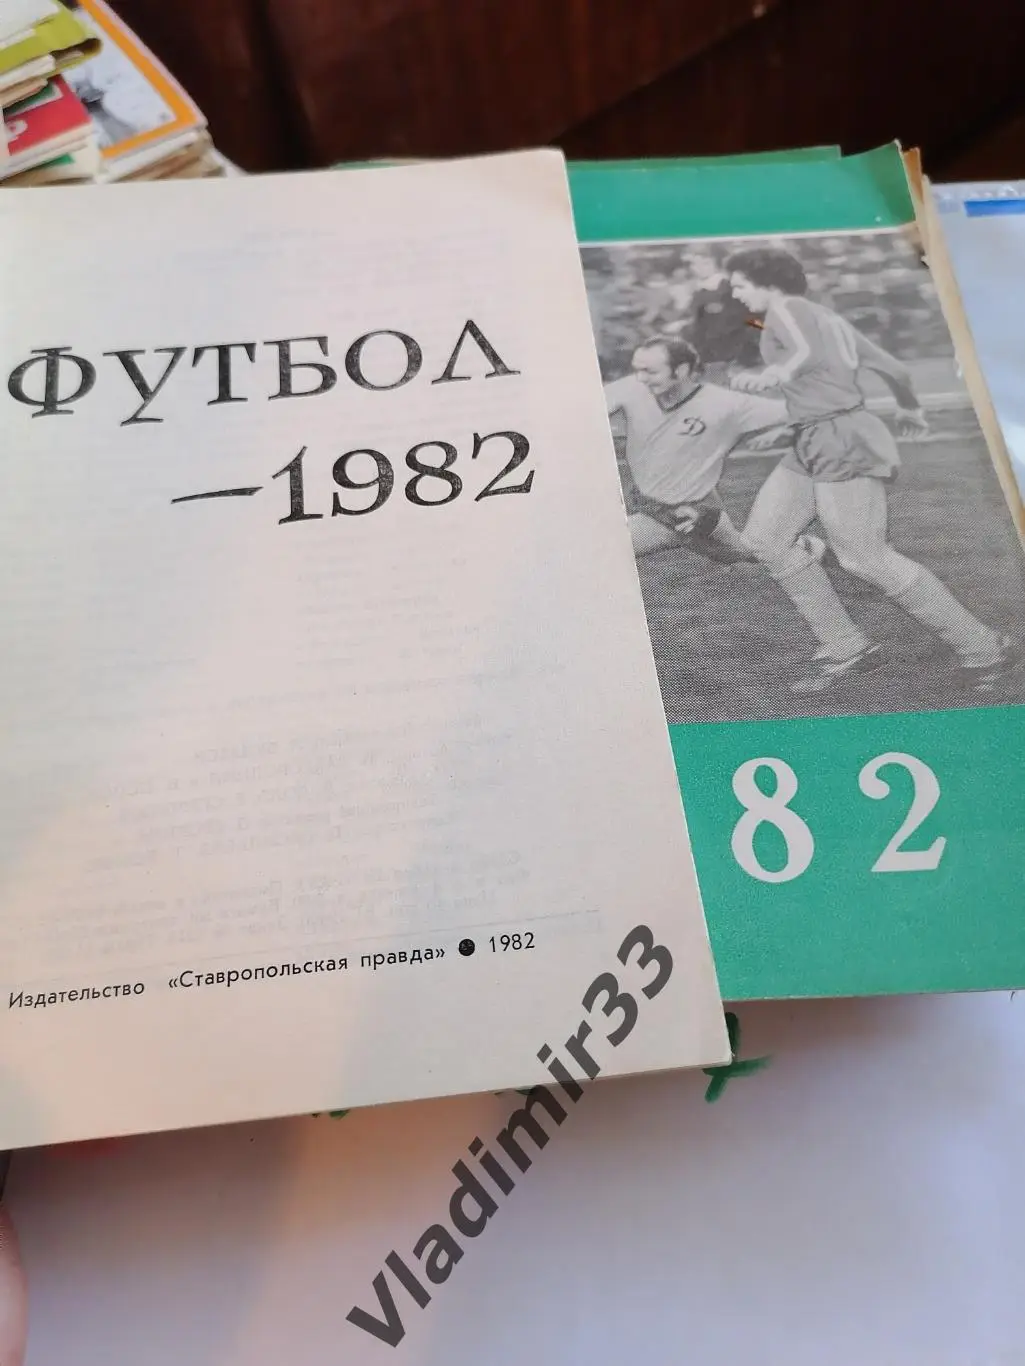 ФУТБОЛ
—1982
Издательство «Ставропольская правда» ● 1982
Д
82
Vladimir33